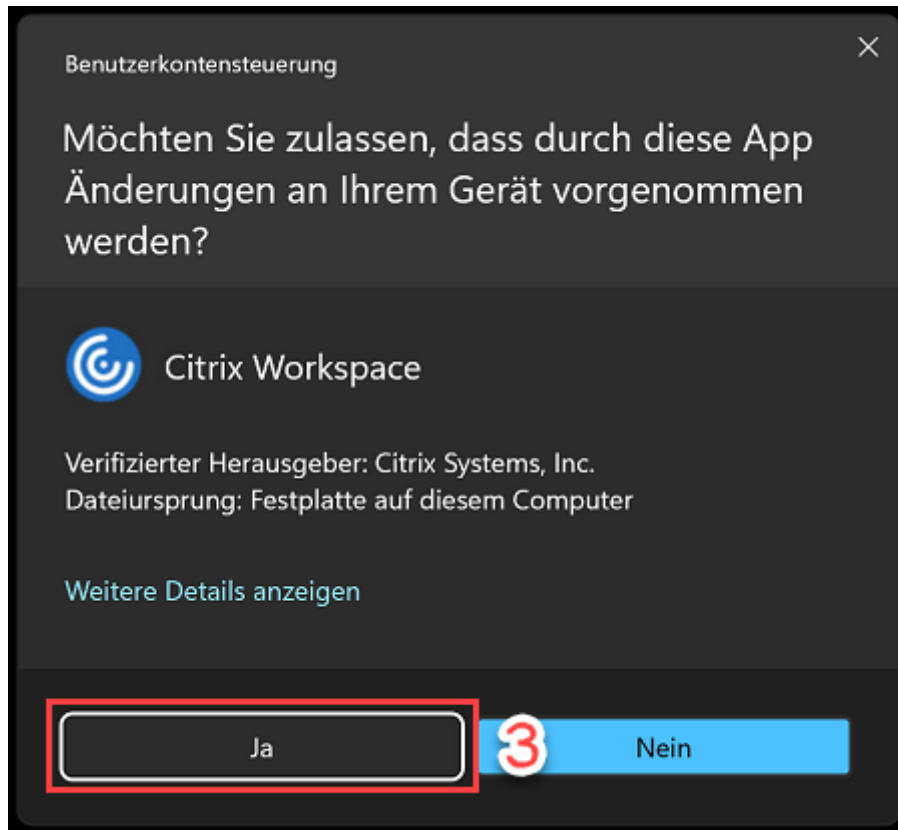 Benutzerkontensteuerung
Möchten Sie zulassen, dass durch diese App
Änderungen an Ihrem Gerät vorgenommen
werden?
Citrix Workspace
Verifizierter Herausgeber: Citrix Systems, Inc.
Dateiursprung: Festplatte auf diesem Computer
Weitere Details anzeigen
Ja 3 Nein